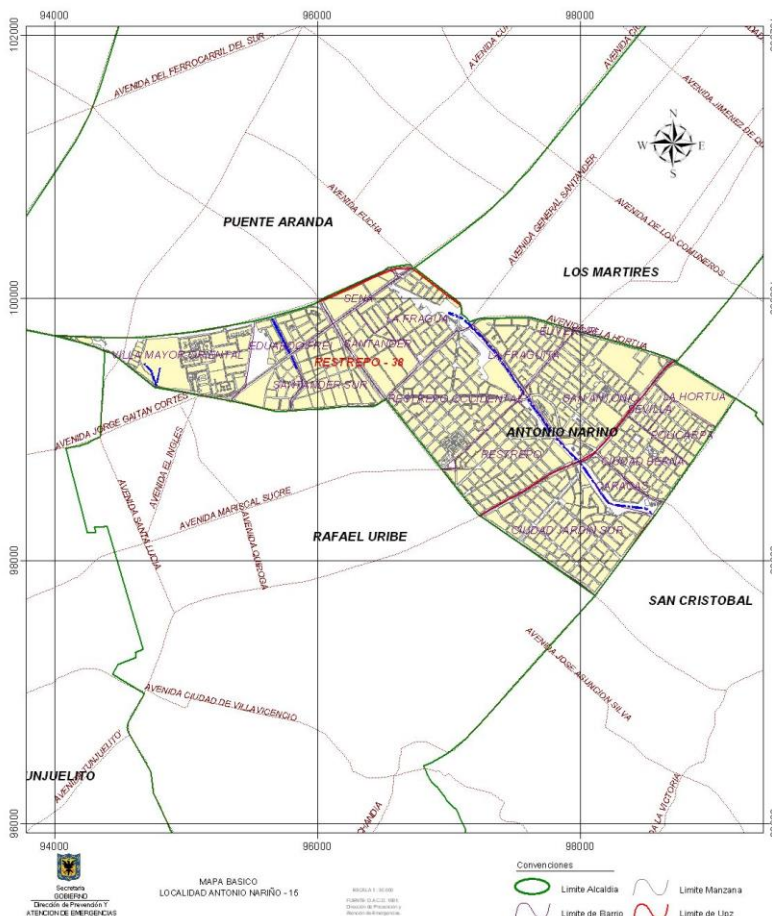 94000 96000 98000
102000
AVENIDA DEL FERROCARRIL DEL SUR
AVENIDA JIMENEZ DE
N
W E
S
AVENIDA FUCHA
AVENIDA GENERAL SANTANDER
AVENIDA DE LOS COMUNEROS
PUENTE ARANDA
LOS MARTIRES
100000
SENA
LA FRAGUA
VILLA MAYOR ORIENTAL
EDUARDO FREI
SANTANDER
LA FRAGUITA
RESTREPO - 38
SANTANDER SUR
RESTREPO OCCIDENTAL
SAN ANTONIO
LA HORTUA
SEVILLA
ANTONIO NARIÑO
POLICARPA
AVENIDA JORGE GAITAN CORTES
RESTREPO
CIUDAD BERNA
CARACAS
AVENIDA EL INGLES
AVENIDA MARISCAL SUCRE
CIUDAD JARDIN SUR
AVENIDA SANTA LUCIA
AVENIDA QUIROGA
RAFAEL URIBE
98000
SAN CRISTOBAL
AVENIDA JOSE ASUNCION SILVA
AVENIDA CIUDAD DE VILLAVICENCIO
UNJUELITO
AVENIDA TUNJUELITO
LA VICTORIA
96000
94000 96000 98000
Secretaría
GOBIERNO
Dirección de Prevención Y
ATENCION DE EMERGENCIAS
MAPA BASICO
LOCALIDAD ANTONIO NARIÑO - 15
Convenciones
Limite Alcaldia
Limite Manzana
Limite de Barrio
Limite de Upz